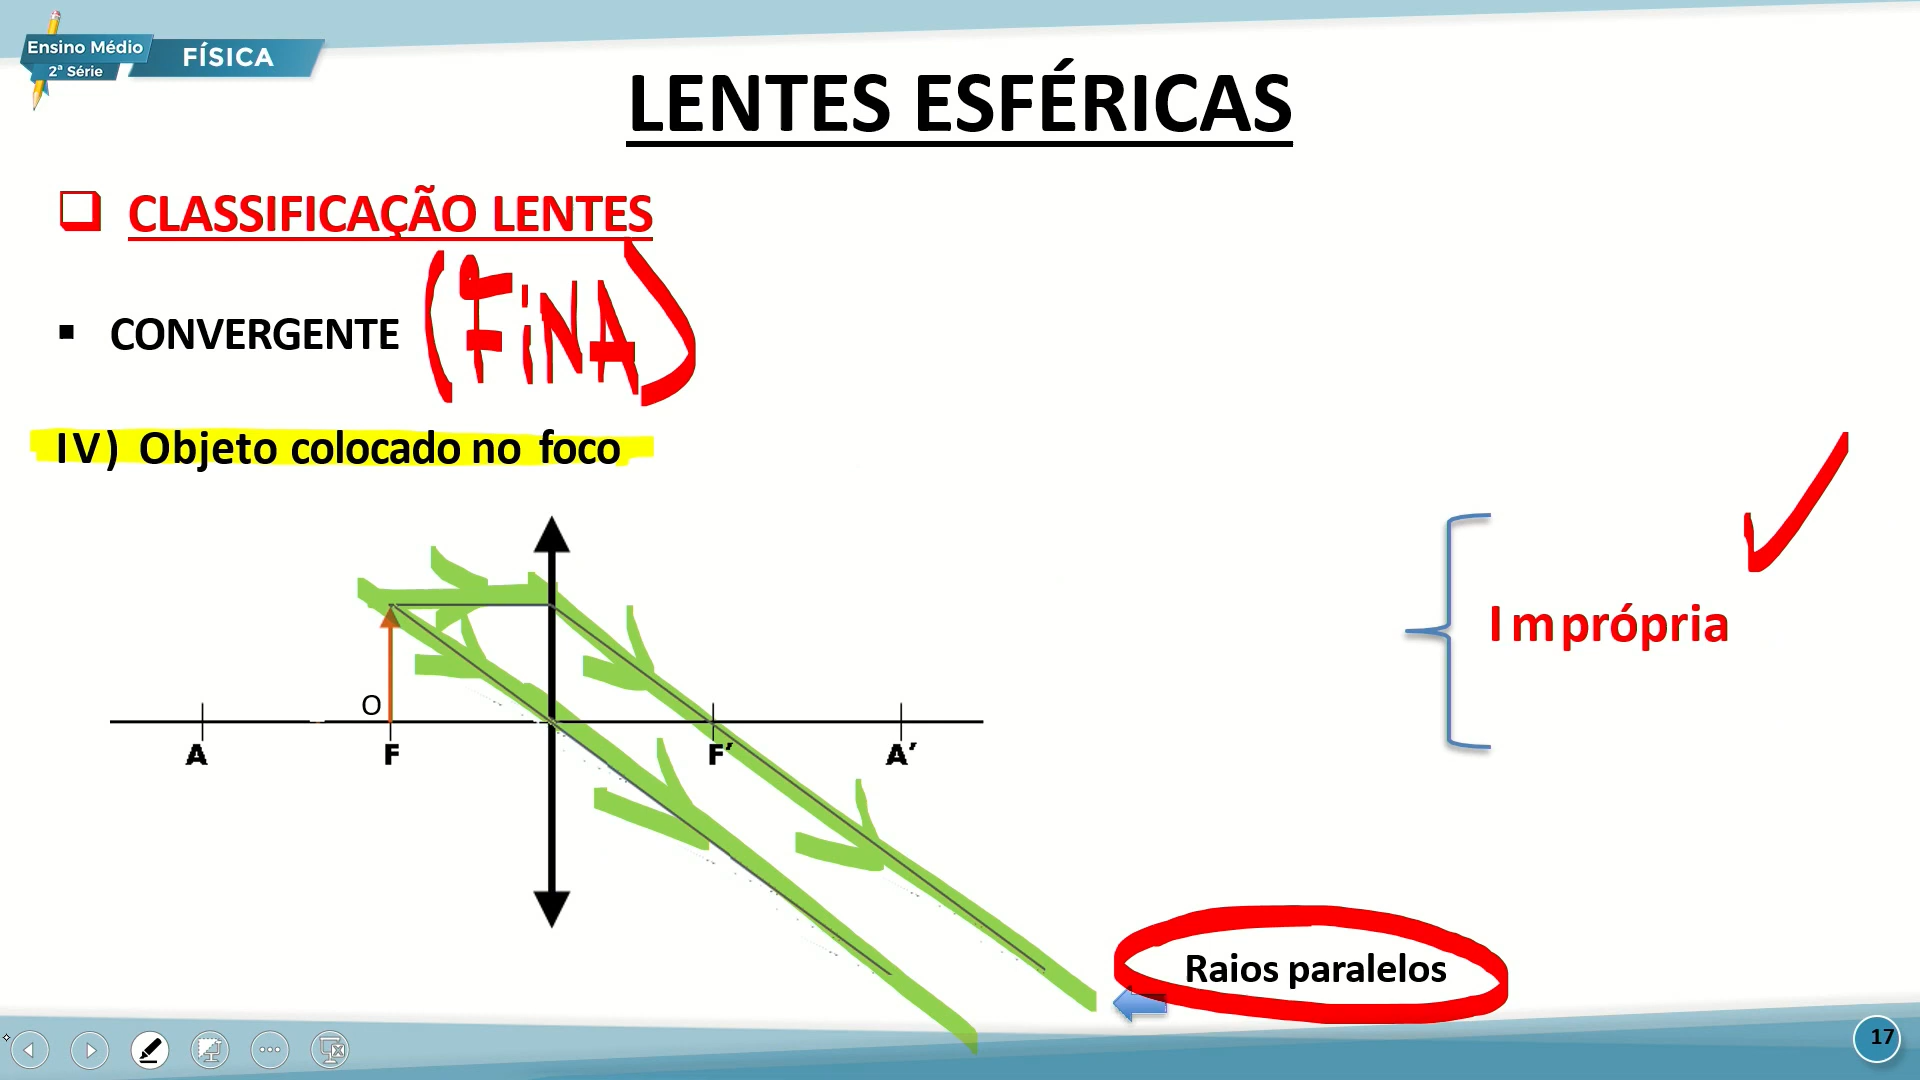 Ensino Médio
2ª Série
FÍSICA
LENTES ESFÉRICAS
CLASSIFICAÇÃO LENTES
CONVERGENTE (FiNA)
IV) Objeto colocado no foco
Imprópria
O
A F F′ A′
Raios paralelos
17